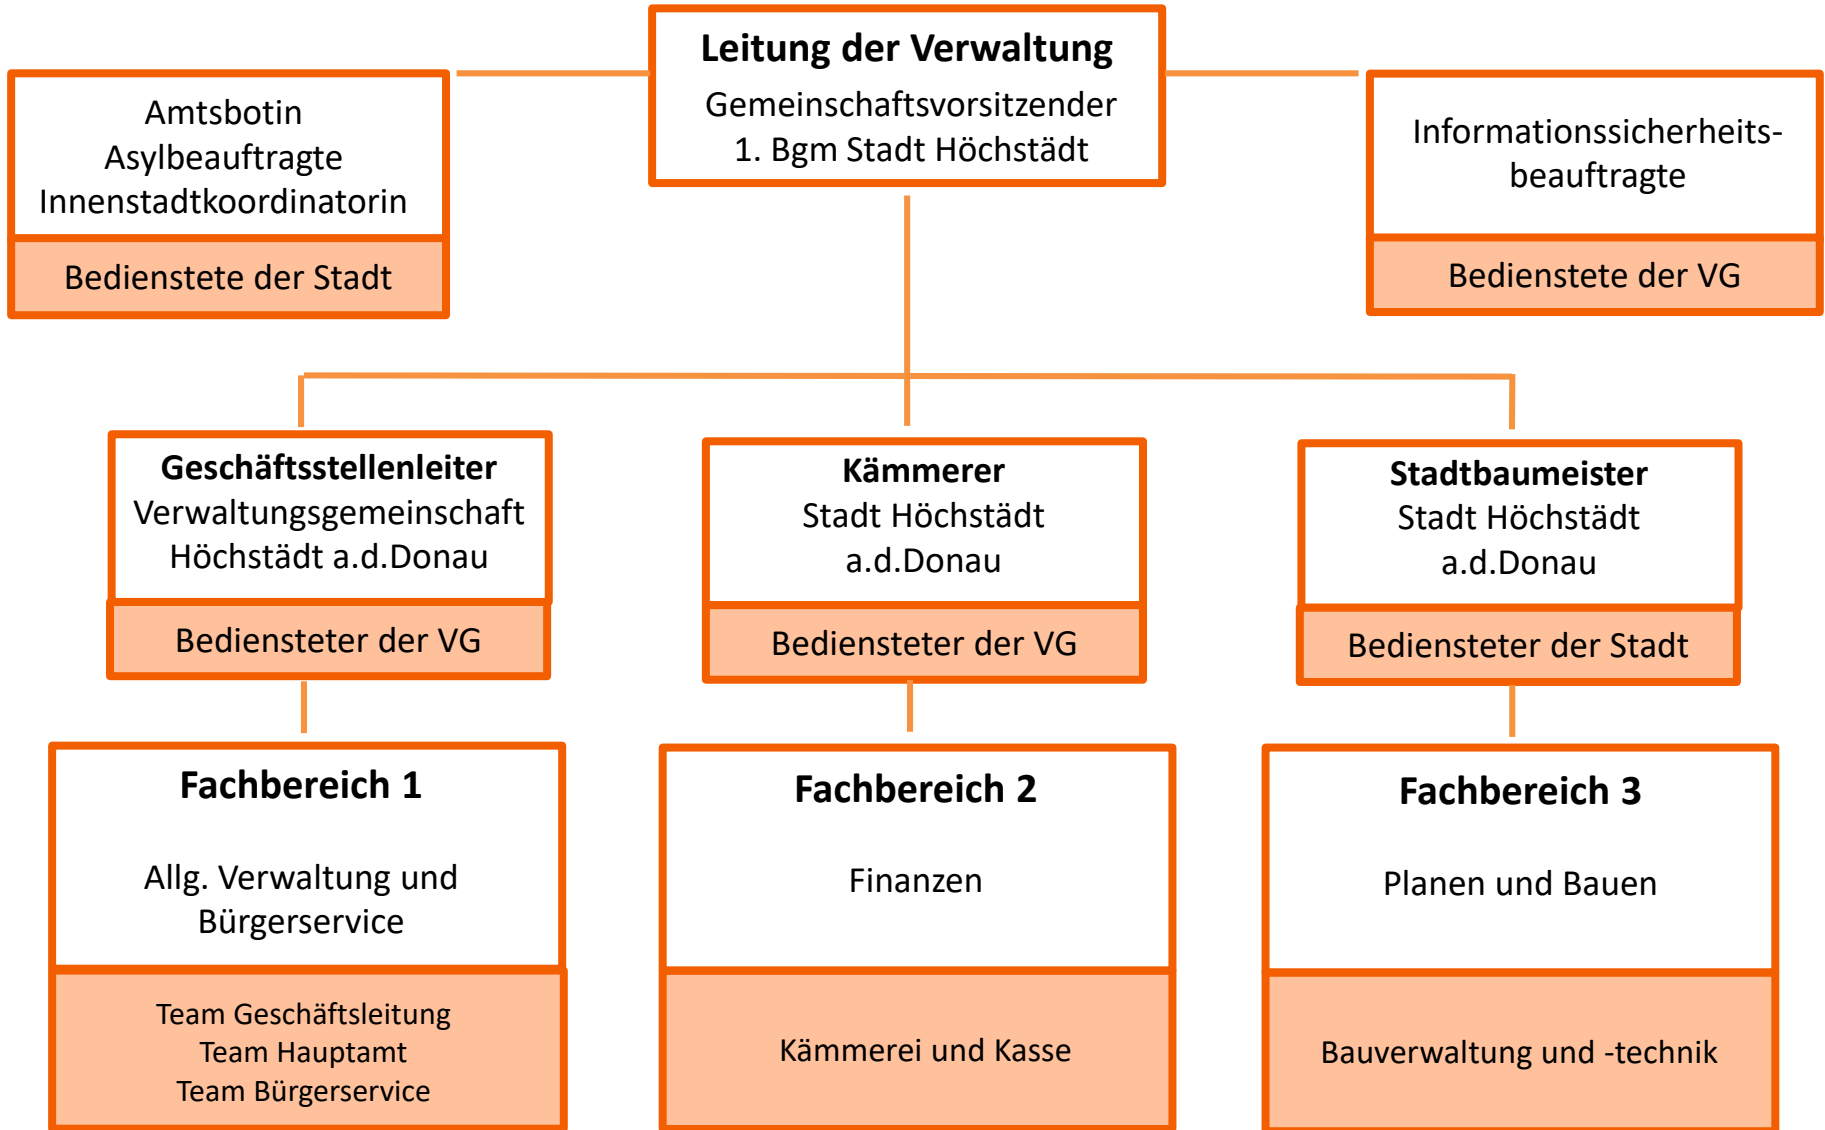 Leitung der Verwaltung
Gemeinschaftsvorsitzender
1. Bgm Stadt Höchstädt
Amtsbotin
Asylbeauftragte
Innenstadtkoordinatorin
Bedienstete der Stadt
Informationssicherheits-
beauftragte
Bedienstete der VG
Geschäftsstellenleiter
Verwaltungsgemeinschaft
Höchstädt a.d.Donau
Bediensteter der VG
Kämmerer
Stadt Höchstädt
a.d.Donau
Bediensteter der VG
Stadtbaumeister
Stadt Höchstädt
a.d.Donau
Bediensteter der Stadt
Fachbereich 1
Allg. Verwaltung und
Bürgerservice
Team Geschäftsleitung
Team Hauptamt
Team Bürgerservice
Fachbereich 2
Finanzen
Kämmerei und Kasse
Fachbereich 3
Planen und Bauen
Bauverwaltung und -technik